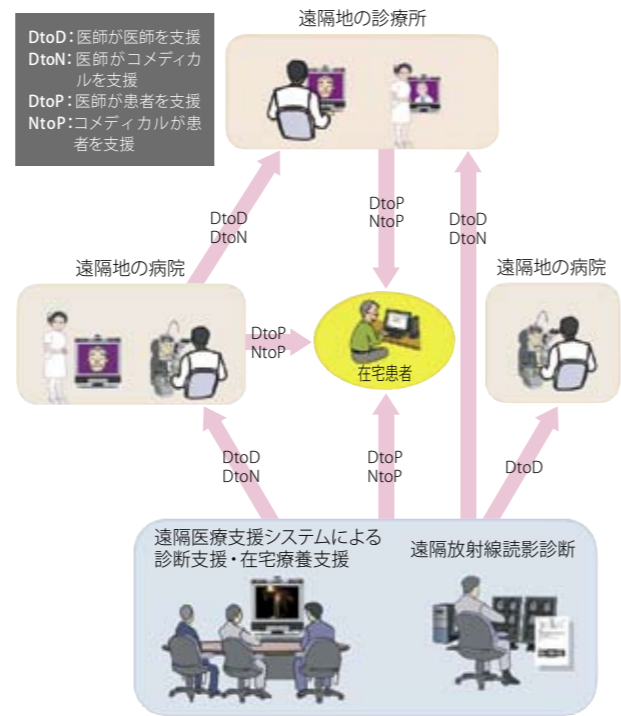 遠隔地の診療所
DtoD：医師が医師を支援
DtoN：医師がコメディカ
ルを支援
DtoP：医師が患者を支援
NtoP：コメディカルが患
者を支援
DtoD
DtoN
DtoP
NtoP
DtoD
DtoN
遠隔地の病院
遠隔地の病院
DtoP
NtoP
在宅患者
DtoD
DtoN
DtoP
NtoP
DtoD
遠隔医療支援システムによる
診断支援・在宅療養支援
遠隔放射線読影診断